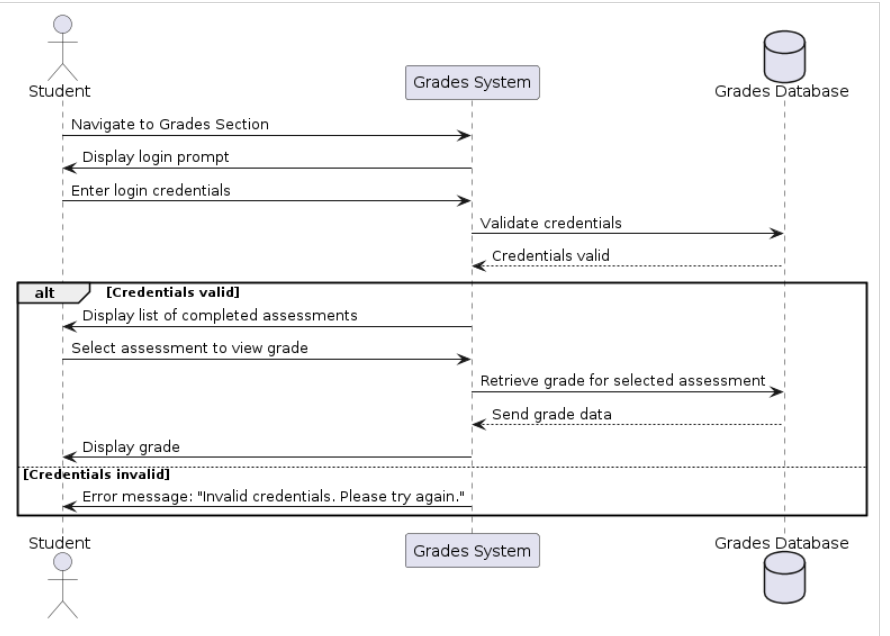 Student
Grades System
Grades Database
Navigate to Grades Section
Display login prompt
Enter login credentials
Validate credentials
Credentials valid
alt [Credentials valid]
Display list of completed assessments
Select assessment to view grade
Retrieve grade for selected assessment
Send grade data
Display grade
[Credentials invalid]
Error message: "Invalid credentials. Please try again."
Student
Grades System
Grades Database